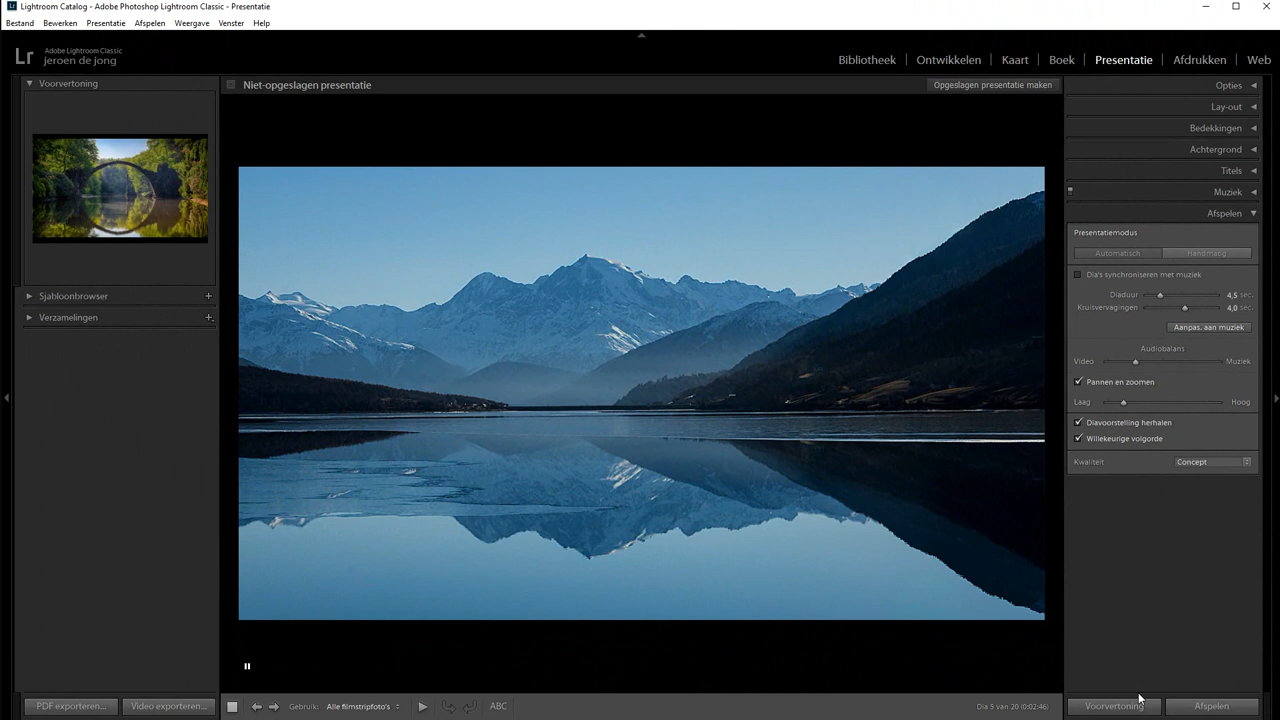 Lightroom Catalog - Adobe Photoshop Lightroom Classic - Presentatie
Bestand Bewerken Presentatie Afspelen Weergave Venster Help
Lr
Adobe Lightroom Classic
jeroen de jong
Bibliotheek Ontwikkelen Kaart Boek Presentatie Afdrukken Web
Voorvertoning
Sjabloonbrowser
Verzamelingen
PDF exporteren...
Video exporteren...
Niet-opgeslagen presentatie
Opgeslagen presentatie maken
Gebruik: Alle filmstripfoto's
ABC
Dia 5 van 20 (0:02:46)
Opties
Lay-out
Bedekkingen
Achtergrond
Titels
Muziek
Afspelen
Presentatiemodus
Automatisch Handmatig
Dia's synchroniseren met muziek
Diaduur 4,5 sec.
Kruisvervagingen 4,0 sec.
Aanpas. aan muziek
Audiobalans
Video Muziek
Pannen en zoomen
Laag Hoog
Diavoorstelling herhalen
Willekeurige volgorde
Kwaliteit Concept
Voorvertoning
Afspelen